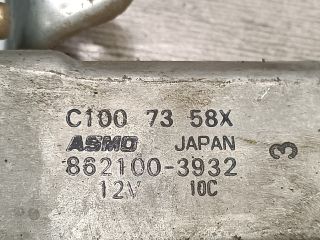 C100 73 58X
ASMO JAPAN
862100-3932
12V 10C
3